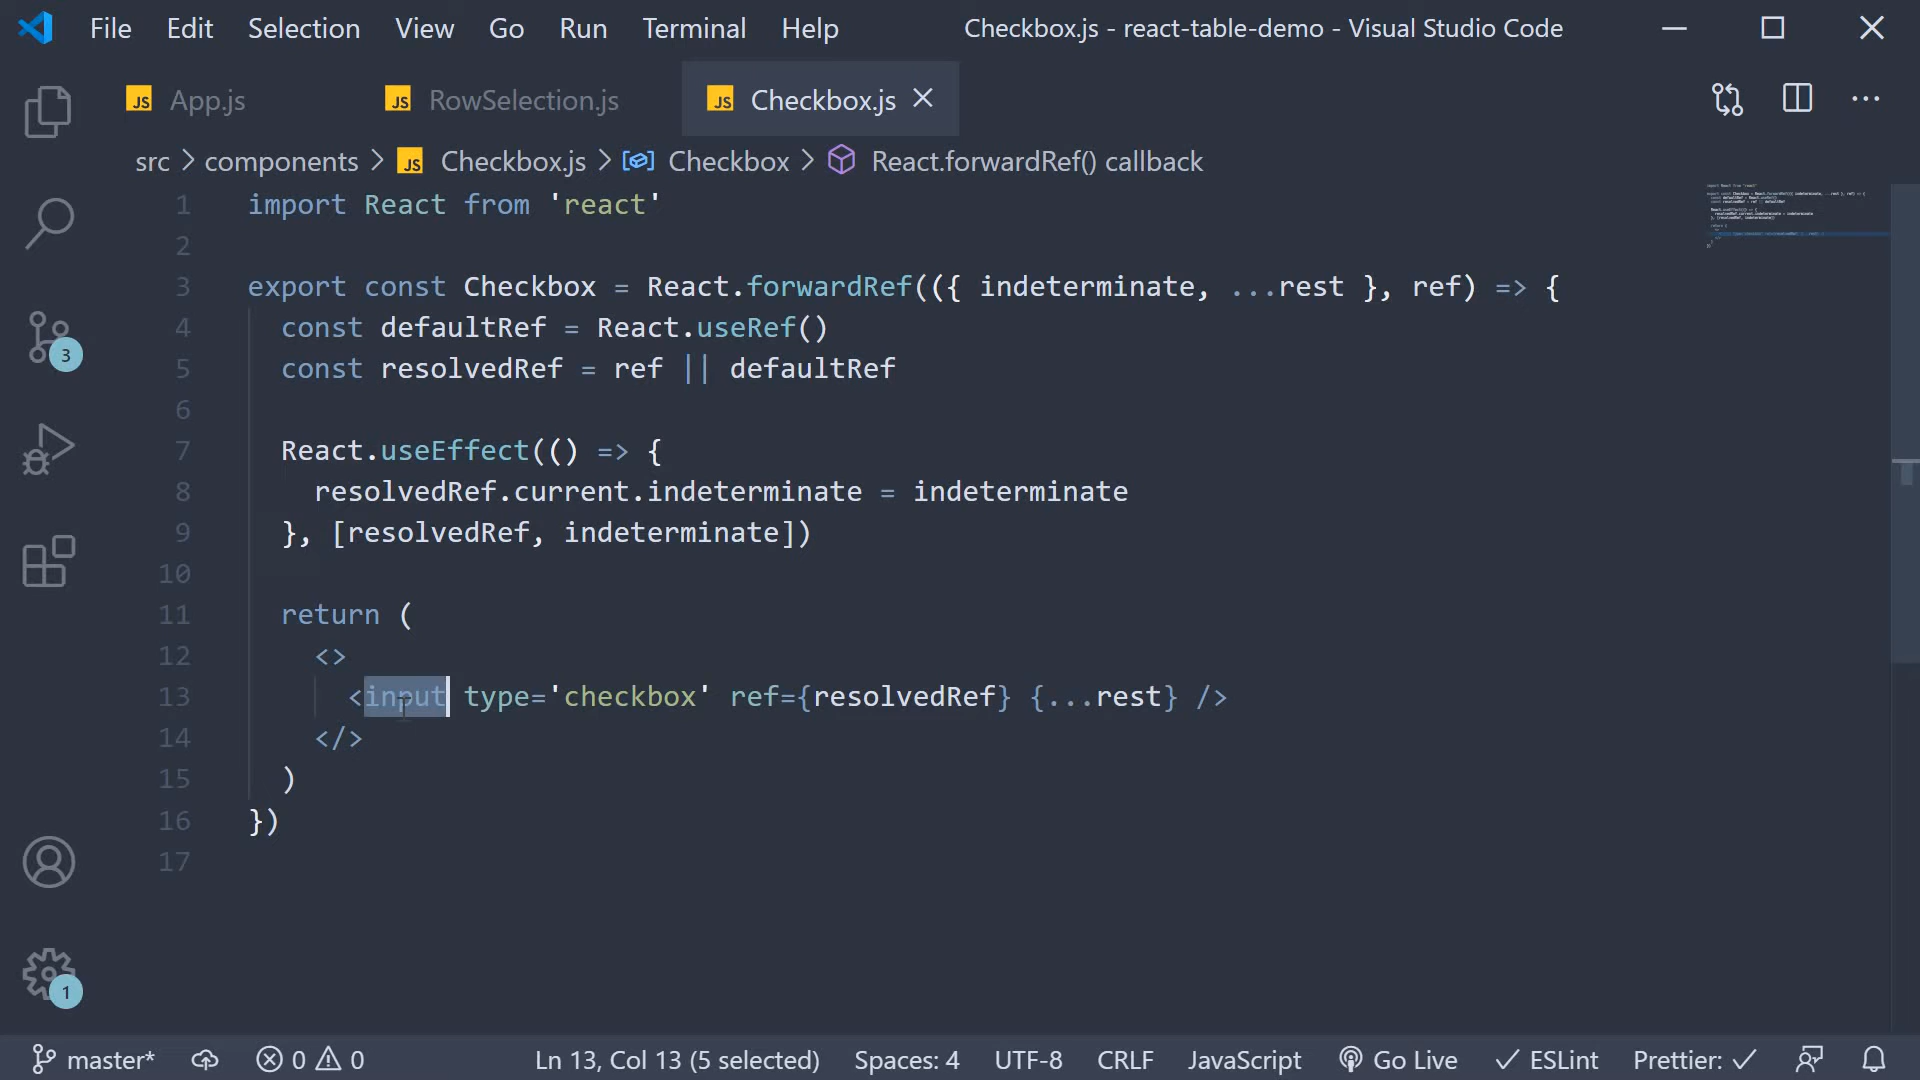 File Edit Selection View Go Run Terminal Help Checkbox.js - react-table-demo - Visual Studio Code
JS App.js JS RowSelection.js JS Checkbox.js
src > components > JS Checkbox.js > Checkbox > React.forwardRef() callback
1 import React from 'react'
2
3 export const Checkbox = React.forwardRef(({ indeterminate, ...rest }, ref) => {
4 const defaultRef = React.useRef()
5 const resolvedRef = ref || defaultRef
6
7 React.useEffect(() => {
8 resolvedRef.current.indeterminate = indeterminate
9 }, [resolvedRef, indeterminate])
10
11 return (
12 <>
13 <input type='checkbox' ref={resolvedRef} {...rest} />
14 </>
15 )
16 })
17
3
1
master* 0 0 Ln 13, Col 13 (5 selected) Spaces: 4 UTF-8 CRLF JavaScript Go Live ESLint Prettier: